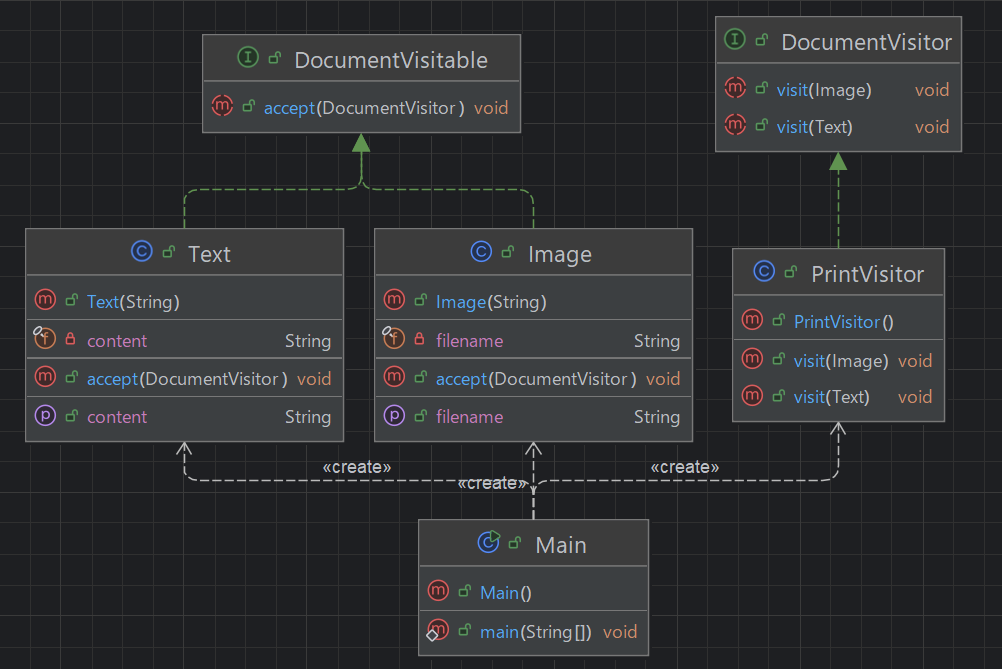 DocumentVisitable
accept(DocumentVisitor) void
DocumentVisitor
visit(Image) void
visit(Text) void
Text
Text(String)
content String
accept(DocumentVisitor) void
content String
Image
Image(String)
filename String
accept(DocumentVisitor) void
filename String
PrintVisitor
PrintVisitor()
visit(Image) void
visit(Text) void
«create»
«create»
«create»
Main
Main()
main(String[]) void